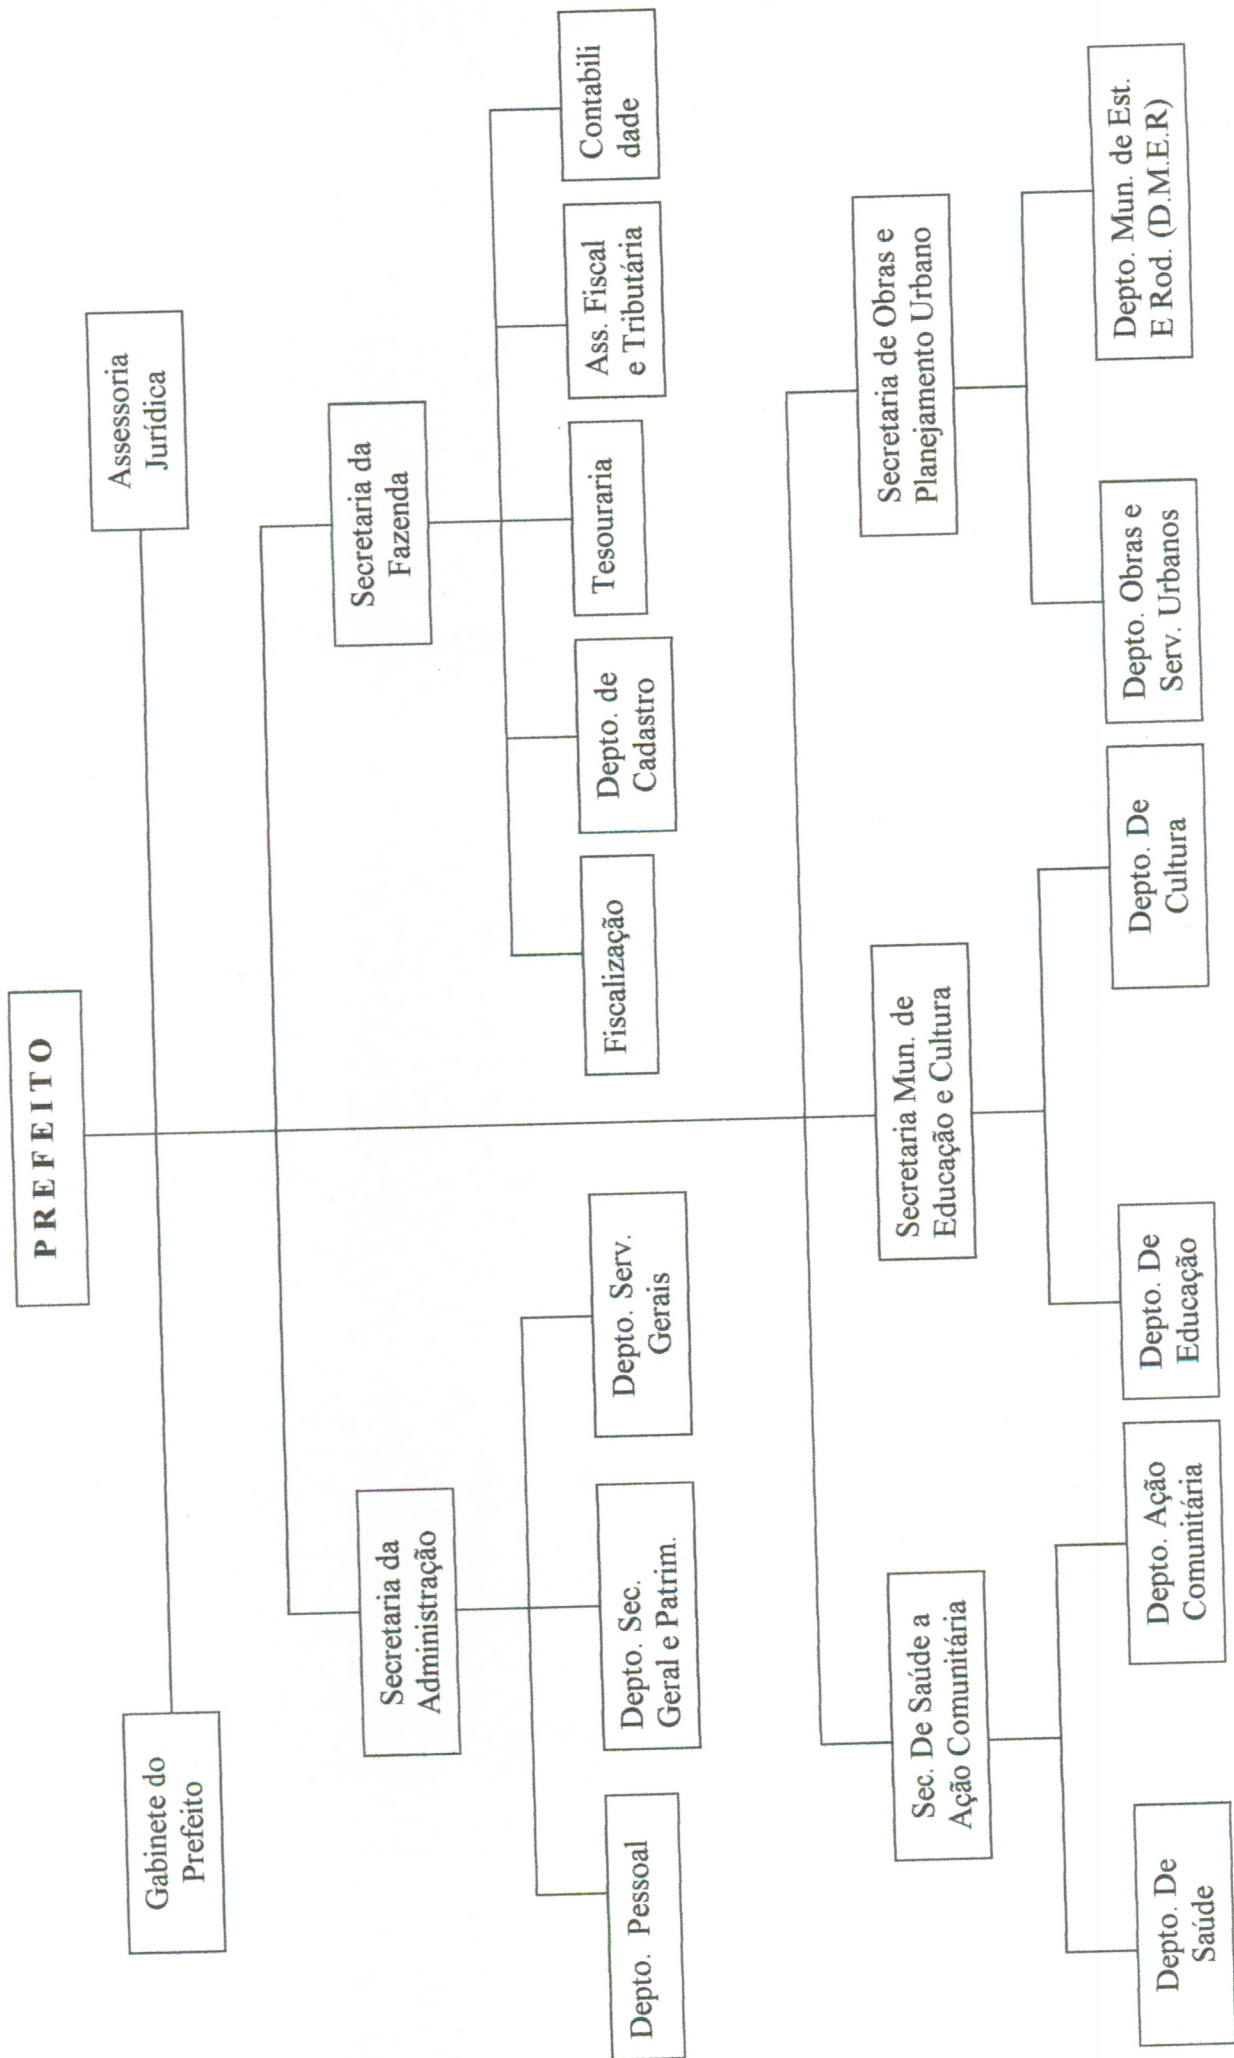 P R E F E I T O
Gabinete do
Prefeito
Assessoria
Jurídica
Secretaria da
Administração
Secretaria da
Fazenda
Depto. Pessoal
Depto. Sec.
Geral e Patrim.
Depto. Serv.
Gerais
Fiscalização
Depto. de
Cadastro
Tesouraria
Ass. Fiscal
e Tributária
Contabili
dade
Sec. De Saúde a
Ação Comunitária
Secretaria Mun. de
Educação e Cultura
Secretaria de Obras e
Planejamento Urbano
Depto. De
Saúde
Depto. Ação
Comunitária
Depto. De
Educação
Depto. De
Cultura
Depto. Obras e
Serv. Urbanos
Depto. Mun. de Est.
E Rod. (D.M.E.R)